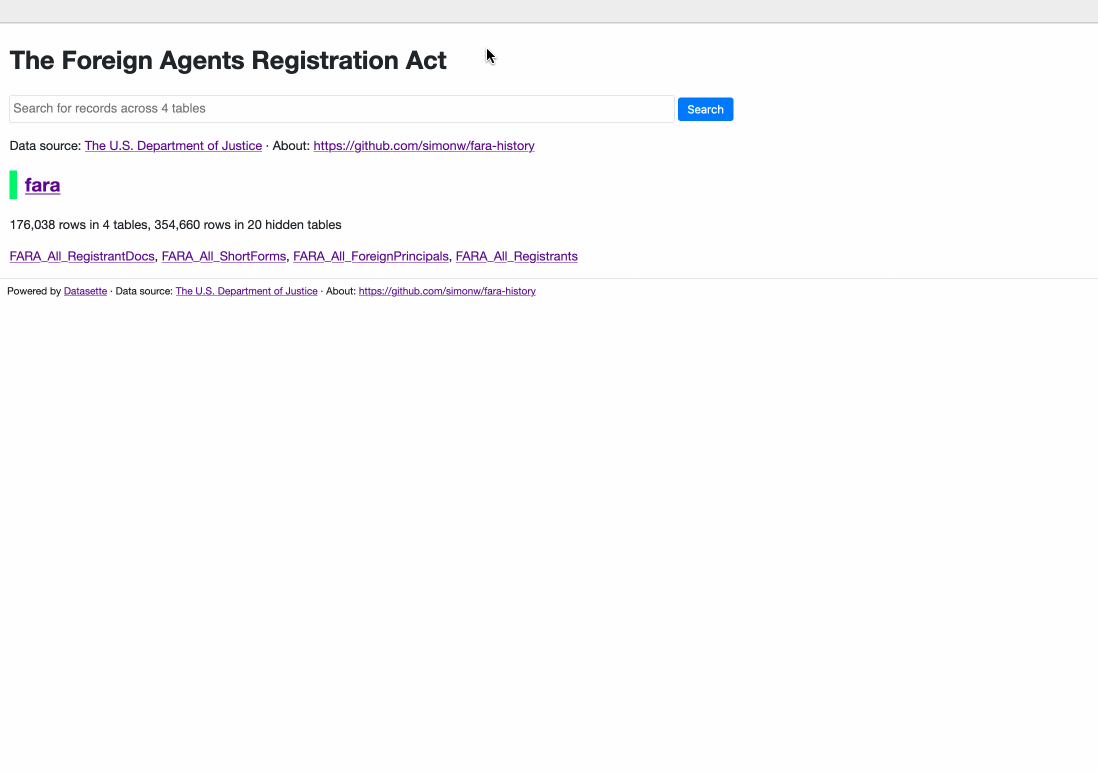 The Foreign Agents Registration Act
Search for records across 4 tables
Search
Data source: The U.S. Department of Justice · About: https://github.com/simonw/fara-history
fara
176,038 rows in 4 tables, 354,660 rows in 20 hidden tables
FARA_All_RegistrantDocs, FARA_All_ShortForms, FARA_All_ForeignPrincipals, FARA_All_Registrants
Powered by Datasette · Data source: The U.S. Department of Justice · About: https://github.com/simonw/fara-history